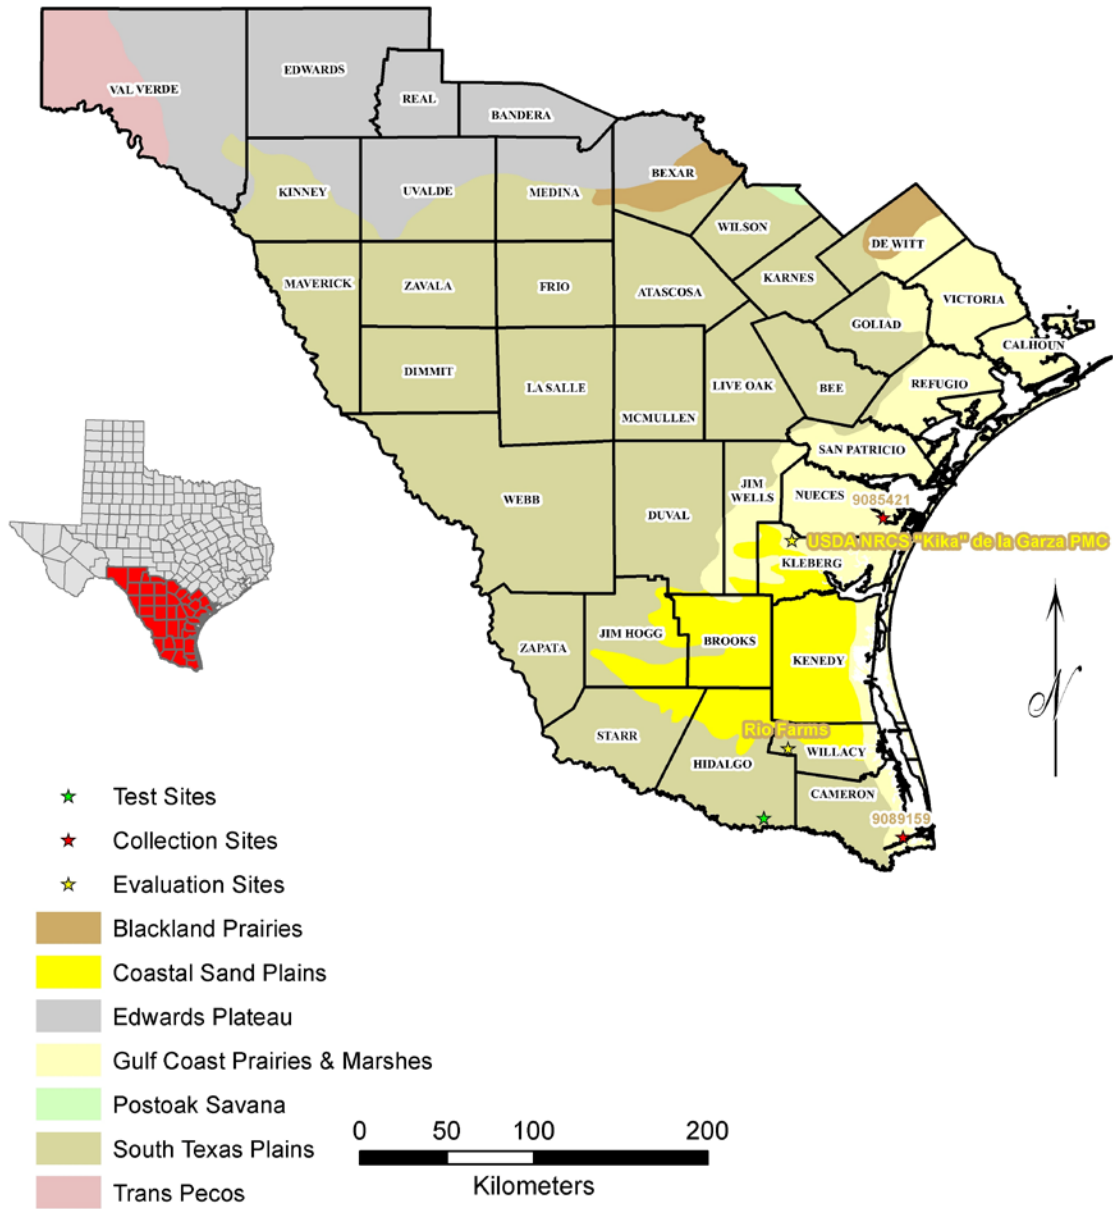 EDWARDS
VAL VERDE
REAL
BANDERA
BEXAR
KINNEY
UVALDE
MEDINA
WILSON
DE WITT
MAVERICK
ZAVALA
FRIO
ATASCOSA
KARNES
VICTORIA
GOLIAD
CALHOUN
DIMMIT
LA SALLE
LIVE OAK
BEE
REFUGIO
MCMULLEN
SAN PATRICIO
WEBB
DUVAL
JIM
WELLS
NUECES
9085421
USDA NRCS "Kika" de la Garza PMC
KLEBERG
ZAPATA
JIM HOGG
BROOKS
KENEDY
N
STARR
Rio Farms
HIDALGO
WILLACY
CAMERON
9089159
Test Sites
Collection Sites
Evaluation Sites
Blackland Prairies
Coastal Sand Plains
Edwards Plateau
Gulf Coast Prairies & Marshes
Postoak Savana
South Texas Plains
Trans Pecos
0 50 100 200
Kilometers